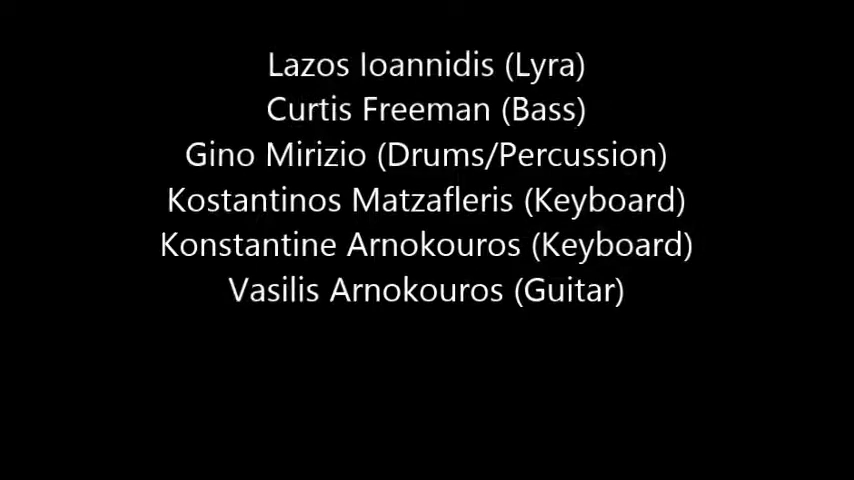 Lazos Ioannidis (Lyra)
Curtis Freeman (Bass)
Gino Mirizio (Drums/Percussion)
Kostantinos Matzafleris (Keyboard)
Konstantine Arnokouros (Keyboard)
Vasilis Arnokouros (Guitar)